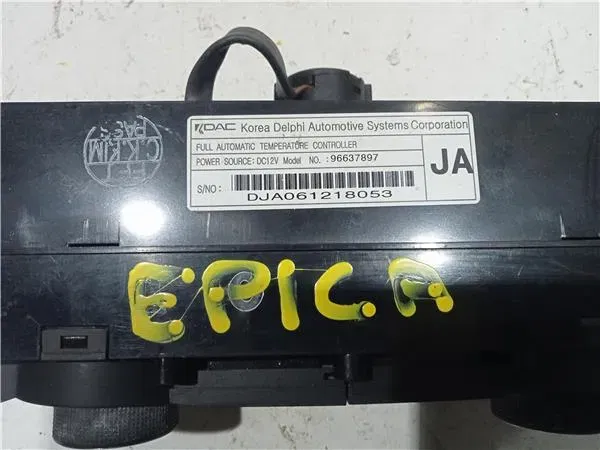 KDAC Korea Delphi Automotive Systems Corporation
FULL AUTOMATIC TEMPERATURE CONTROLLER
POWER SOURCE: DC12V Model NO. :96637897
JA
S/NO :
DJA061218053
EPICA
C.K.KIM